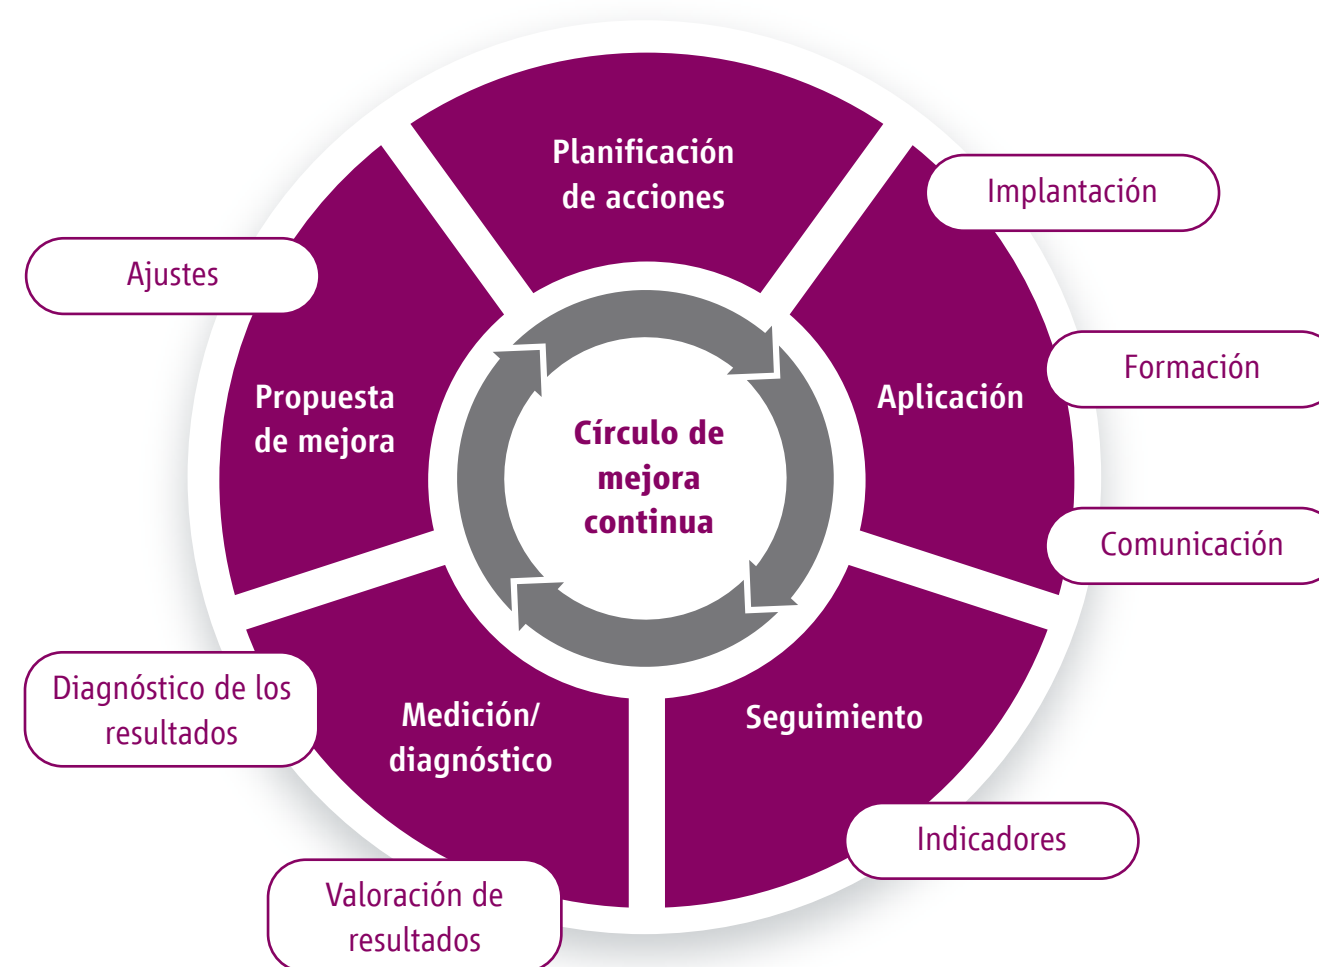 Planificación
de acciones
Implantación
Ajustes
Formación
Propuesta
de mejora
Aplicación
Círculo de
mejora
continua
Comunicación
Diagnóstico de los
resultados
Medición/
diagnóstico
Seguimiento
Indicadores
Valoración de
resultados